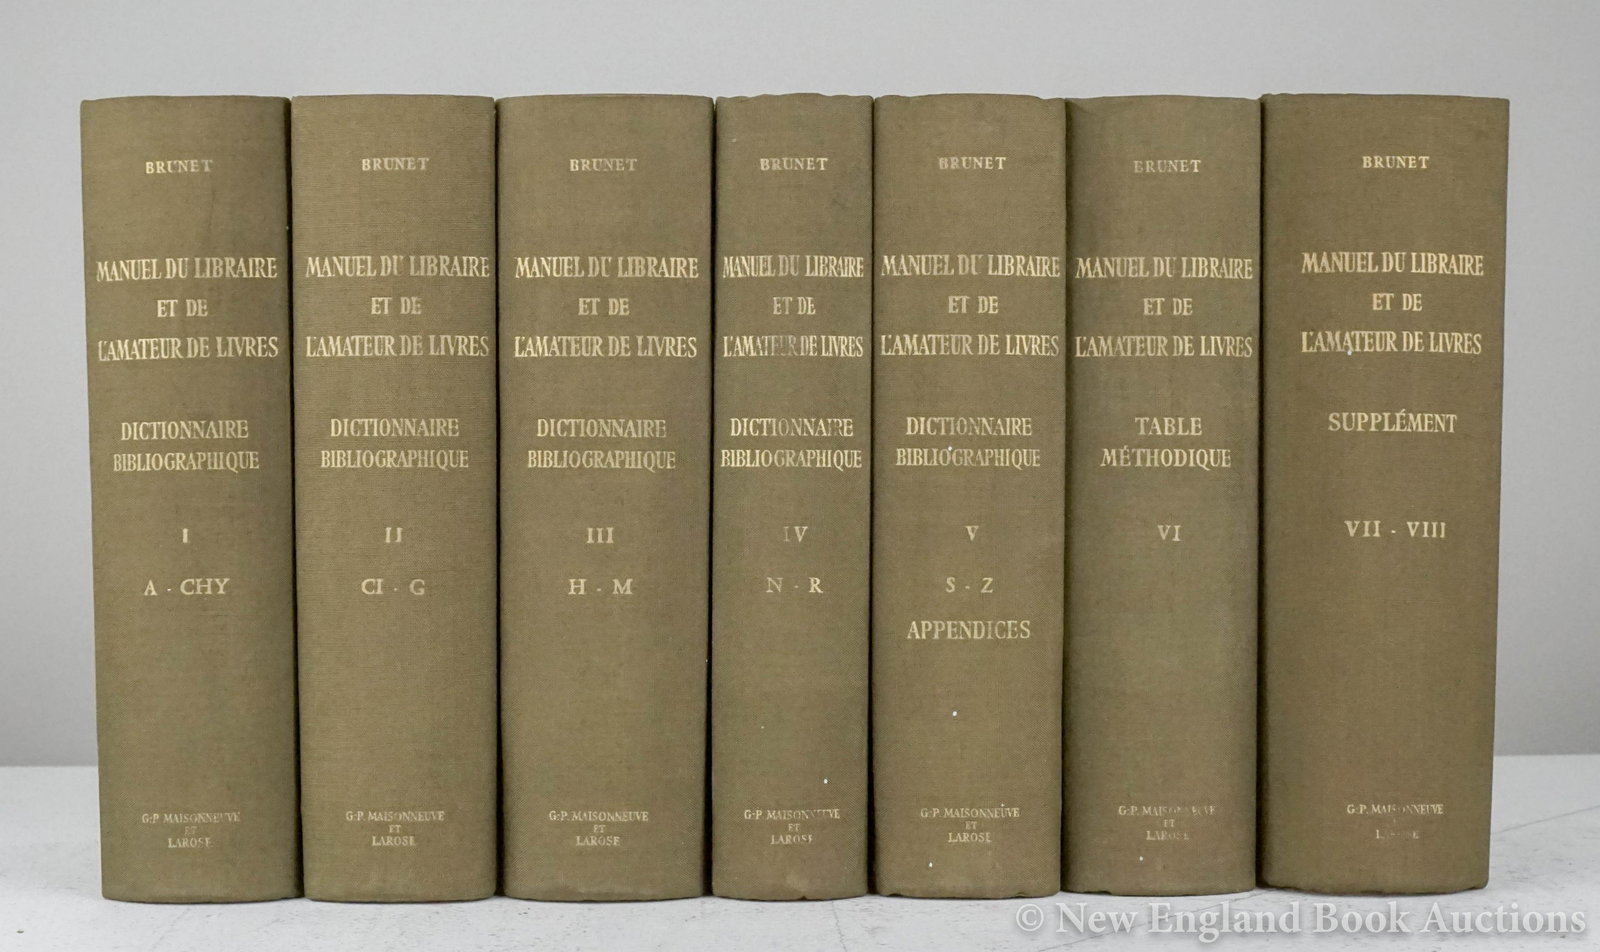 BRUNET
MANUEL DU LIBRAIRE
ET DE
L'AMATEUR DE LIVRES
DICTIONNAIRE
BIBLIOGRAPHIQUE
I
A - CHY
G-P. MAISONNEUVE
ET
LAROSE
BRUNET
MANUEL DU LIBRAIRE
ET DE
L'AMATEUR DE LIVRES
DICTIONNAIRE
BIBLIOGRAPHIQUE
II
CI - G
G-P. MAISONNEUVE
ET
LAROSE
BRUNET
MANUEL DU LIBRAIRE
ET DE
L'AMATEUR DE LIVRES
DICTIONNAIRE
BIBLIOGRAPHIQUE
III
H - M
G-P. MAISONNEUVE
ET
LAROSE
BRUNET
MANUEL DU LIBRAIRE
ET DE
L'AMATEUR DE LIVRES
DICTIONNAIRE
BIBLIOGRAPHIQUE
IV
N - R
G-P. MAISONNEUVE
ET
LAROSE
BRUNET
MANUEL DU LIBRAIRE
ET DE
L'AMATEUR DE LIVRES
DICTIONNAIRE
BIBLIOGRAPHIQUE
V
S - Z
APPENDICES
G-P. MAISONNEUVE
ET
LAROSE
BRUNET
MANUEL DU LIBRAIRE
ET DE
L'AMATEUR DE LIVRES
TABLE
MÉTHODIQUE
VI
G-P. MAISONNEUVE
ET
LAROSE
BRUNET
MANUEL DU LIBRAIRE
ET DE
L'AMATEUR DE LIVRES
SUPPLÉMENT
VII - VIII
G-P. MAISONNEUVE
LAROSE
© New England Book Auctions